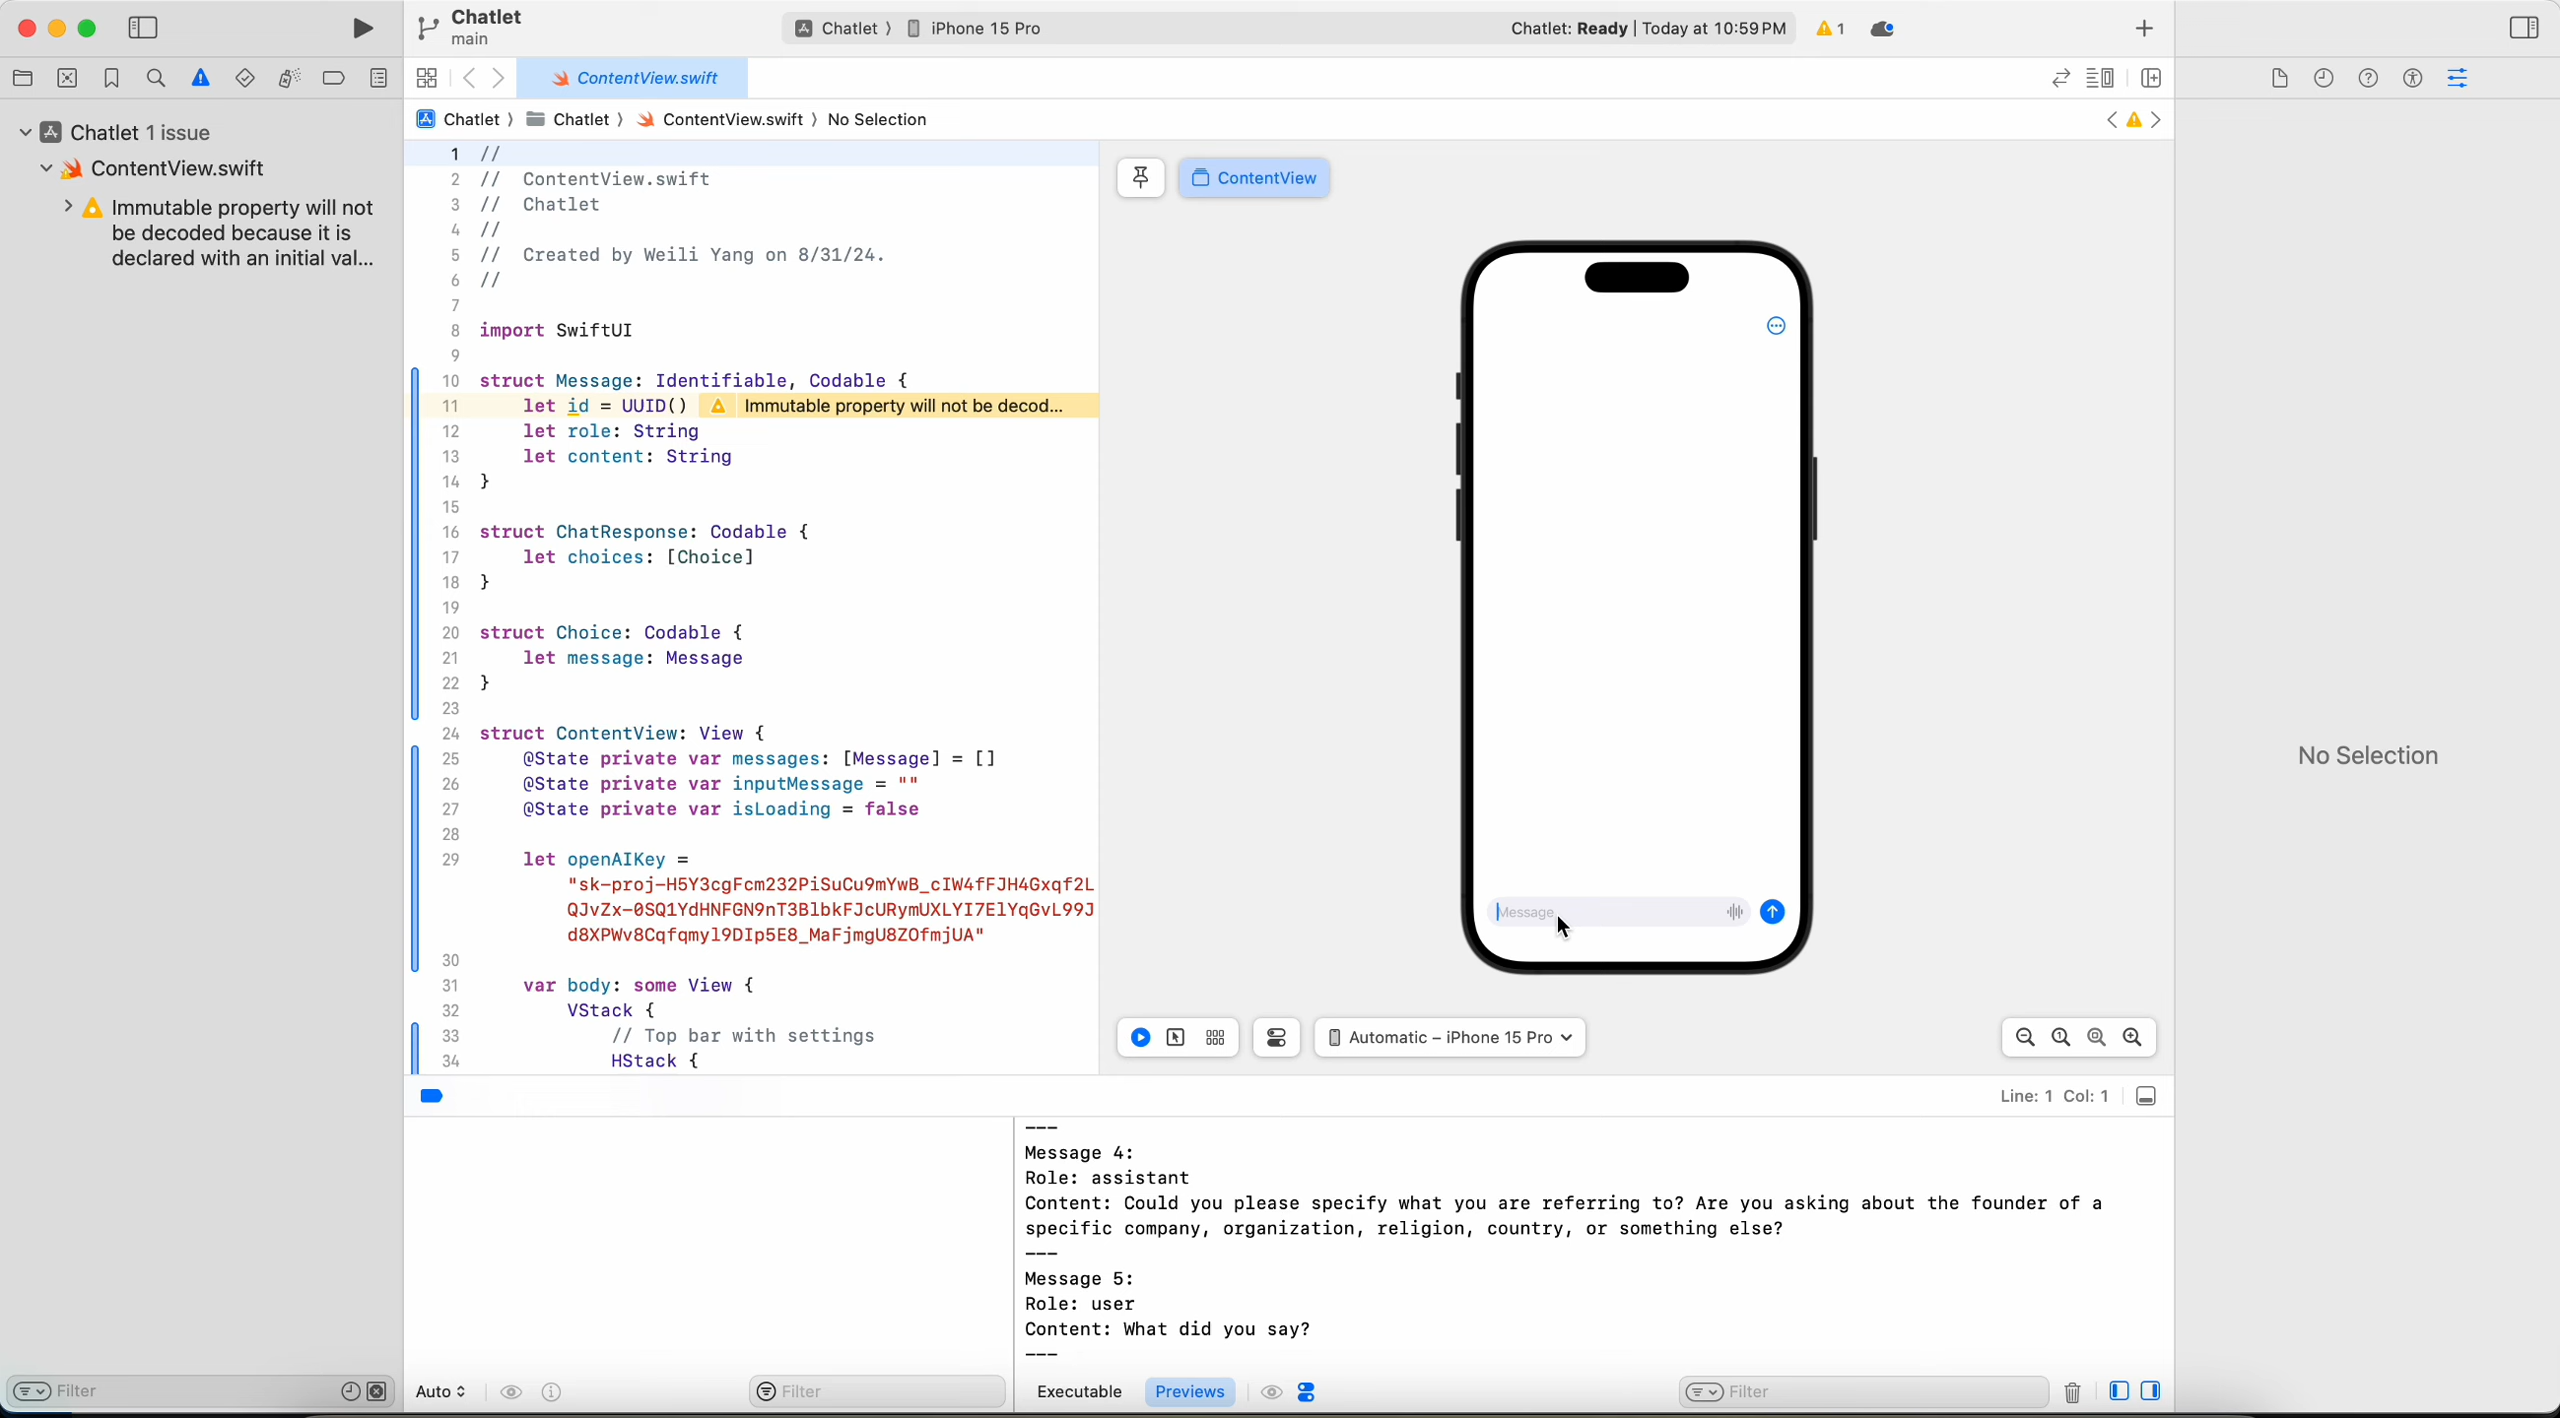 Chatlet
main
Chatlet 〉 iPhone 15 Pro
Chatlet: Ready | Today at 10:59 PM
1
ContentView.swift
Chatlet 〉 Chatlet 〉 ContentView.swift 〉 No Selection
Chatlet 1 issue
ContentView.swift
Immutable property will not
be decoded because it is
declared with an initial val...
Filter
1 //
2 // ContentView.swift
3 // Chatlet
4 //
5 // Created by Weili Yang on 8/31/24.
6 //
7
8 import SwiftUI
9
10 struct Message: Identifiable, Codable {
11 let id = UUID() Immutable property will not be decod...
12 let role: String
13 let content: String
14 }
15
16 struct ChatResponse: Codable {
17 let choices: [Choice]
18 }
19
20 struct Choice: Codable {
21 let message: Message
22 }
23
24 struct ContentView: View {
25 @State private var messages: [Message] = []
26 @State private var inputMessage = ""
27 @State private var isLoading = false
28
29 let openAIKey =
"sk-proj-H5Y3cgFcm232PiSuCu9mYwB_cIW4fFJH4Gxqf2L
QJvZx-0SQ1YdHNFGN9nT3BlbkFJcURymUXLYI7ElYqGvL99J
d8XPWv8Cqfqmyl9DIp5E8_MaFjmgU8ZOfmjUA"
30
31 var body: some View {
32 VStack {
33 // Top bar with settings
34 HStack {
ContentView
Message
Automatic – iPhone 15 Pro
No Selection
Line: 1 Col: 1
---
Message 4:
Role: assistant
Content: Could you please specify what you are referring to? Are you asking about the founder of a
specific company, organization, religion, country, or something else?
---
Message 5:
Role: user
Content: What did you say?
---
Auto
Filter
Executable
Previews
Filter